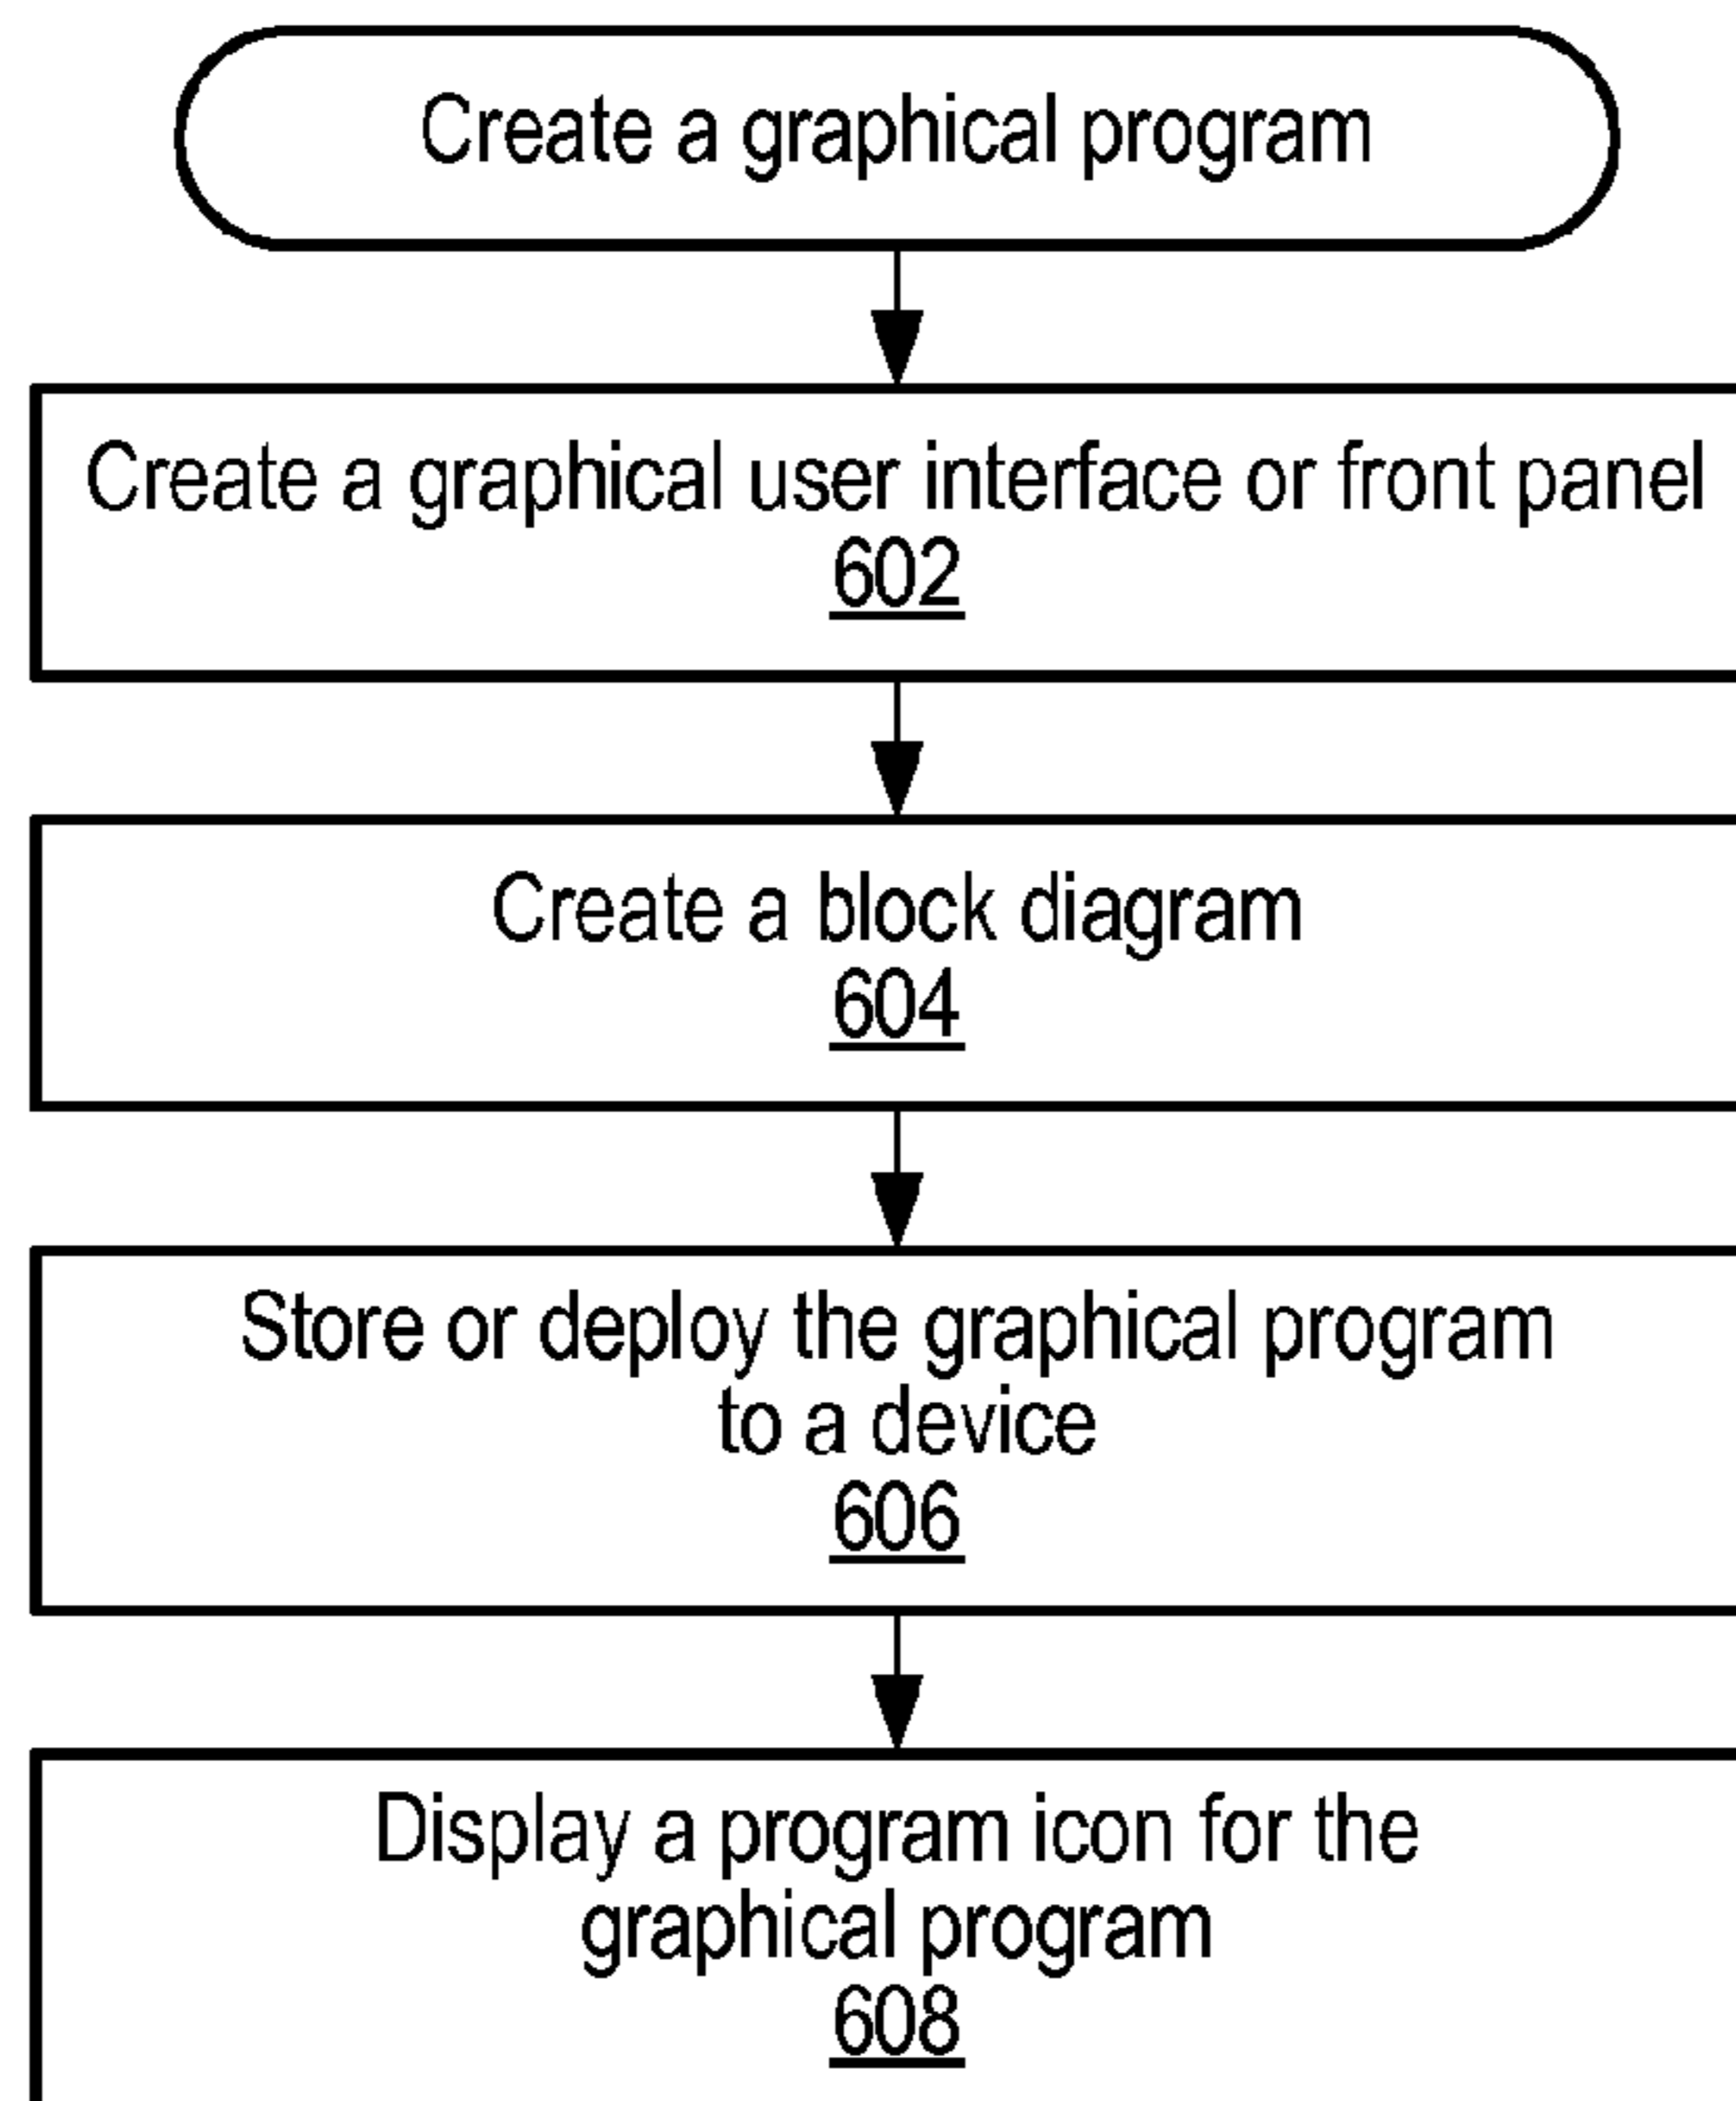 Create a graphical program
Create a graphical user interface or front panel
602
Create a block diagram
604
Store or deploy the graphical program
to a device
606
Display a program icon for the
graphical program
608